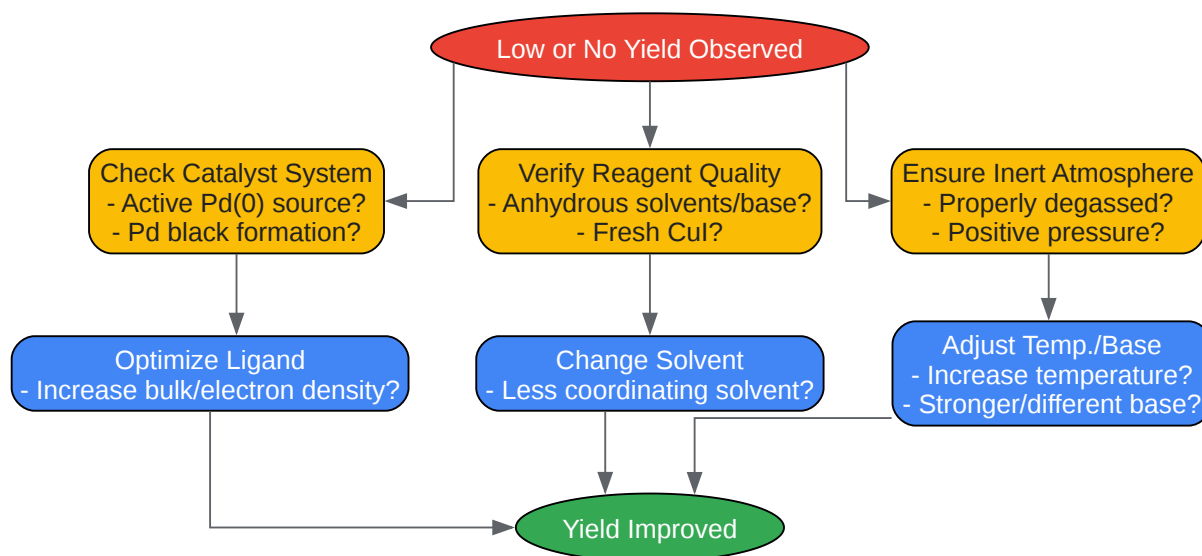 Low or No Yield Observed
Check Catalyst System
- Active Pd(0) source?
- Pd black formation?
Verify Reagent Quality
- Anhydrous solvents/base?
- Fresh CuI?
Ensure Inert Atmosphere
- Properly degassed?
- Positive pressure?
Optimize Ligand
- Increase bulk/electron density?
Change Solvent
- Less coordinating solvent?
Adjust Temp./Base
- Increase temperature?
- Stronger/different base?
Yield Improved